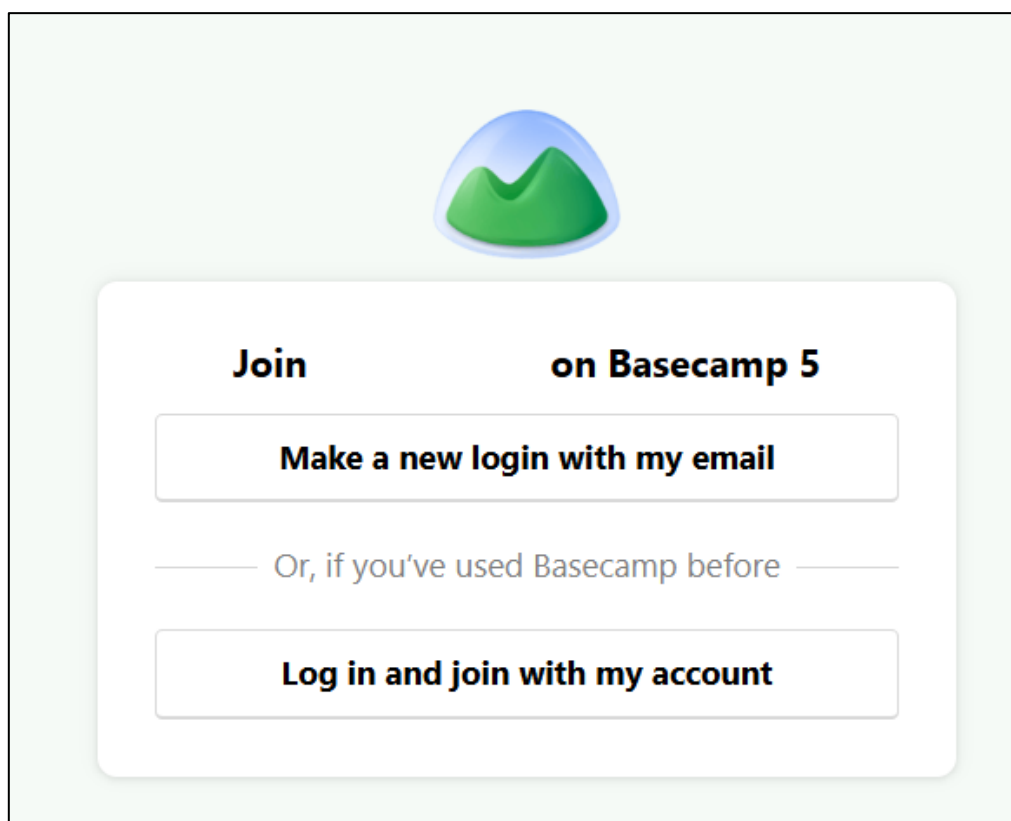 Join on Basecamp 5
Make a new login with my email
Or, if you’ve used Basecamp before
Log in and join with my account